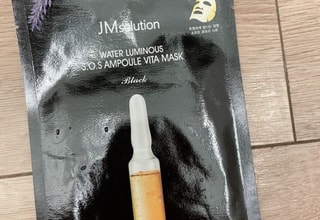 JMsolution
WATER LUMINOUS
S.O.S AMPOULE VITA MASK
Black